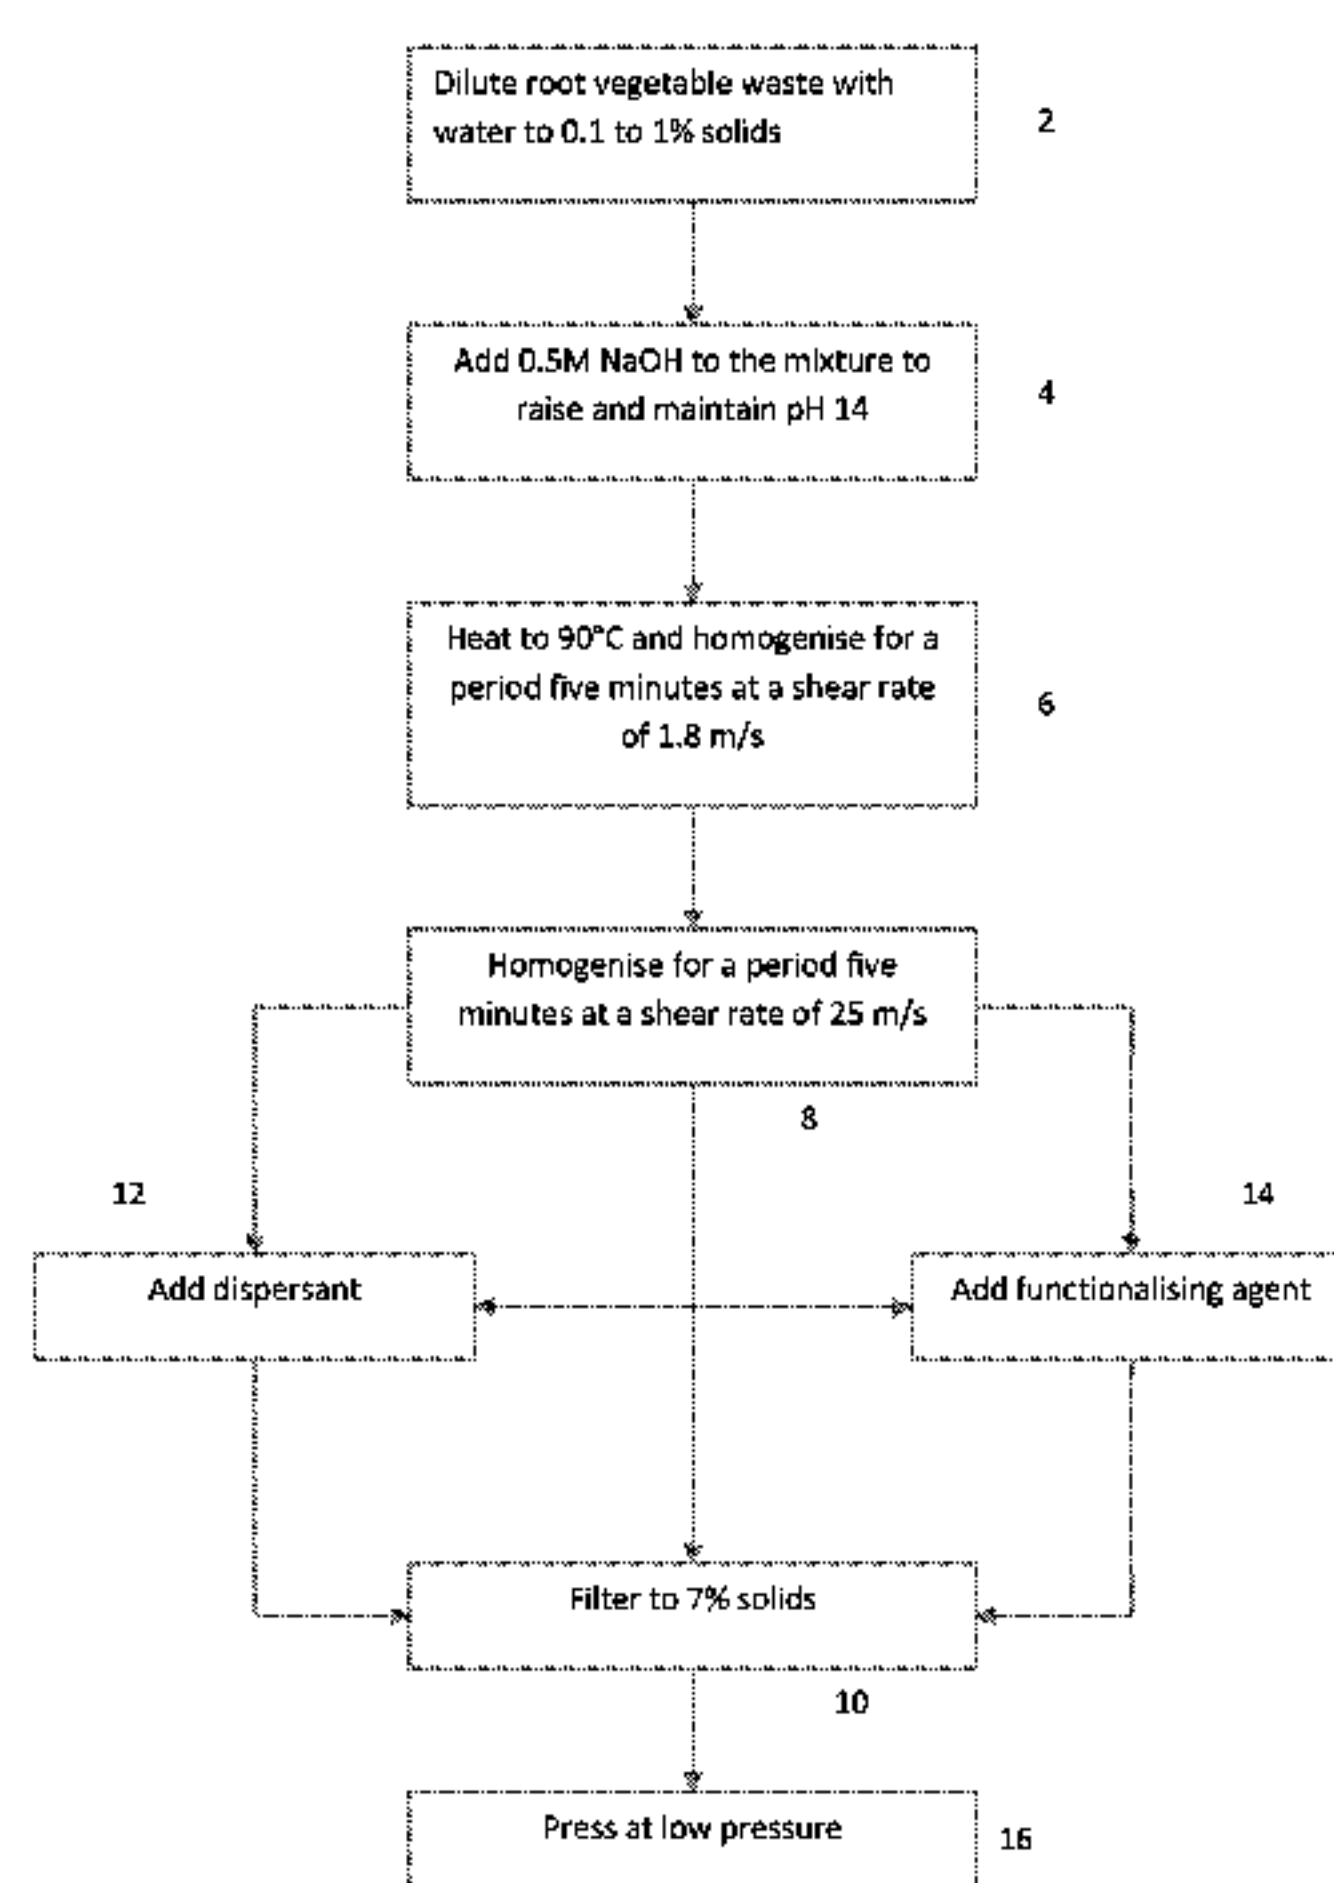 Dilute root vegetable waste with
water to 0.1 to 1% solids
2
Add 0.5M NaOH to the mixture to
raise and maintain pH 14
4
Heat to 90°C and homogenise for a
period five minutes at a shear rate
of 1.8 m/s
6
Homogenise for a period five
minutes at a shear rate of 25 m/s
8
12
14
Add dispersant
Add functionalising agent
Filter to 7% solids
10
Press at low pressure
16